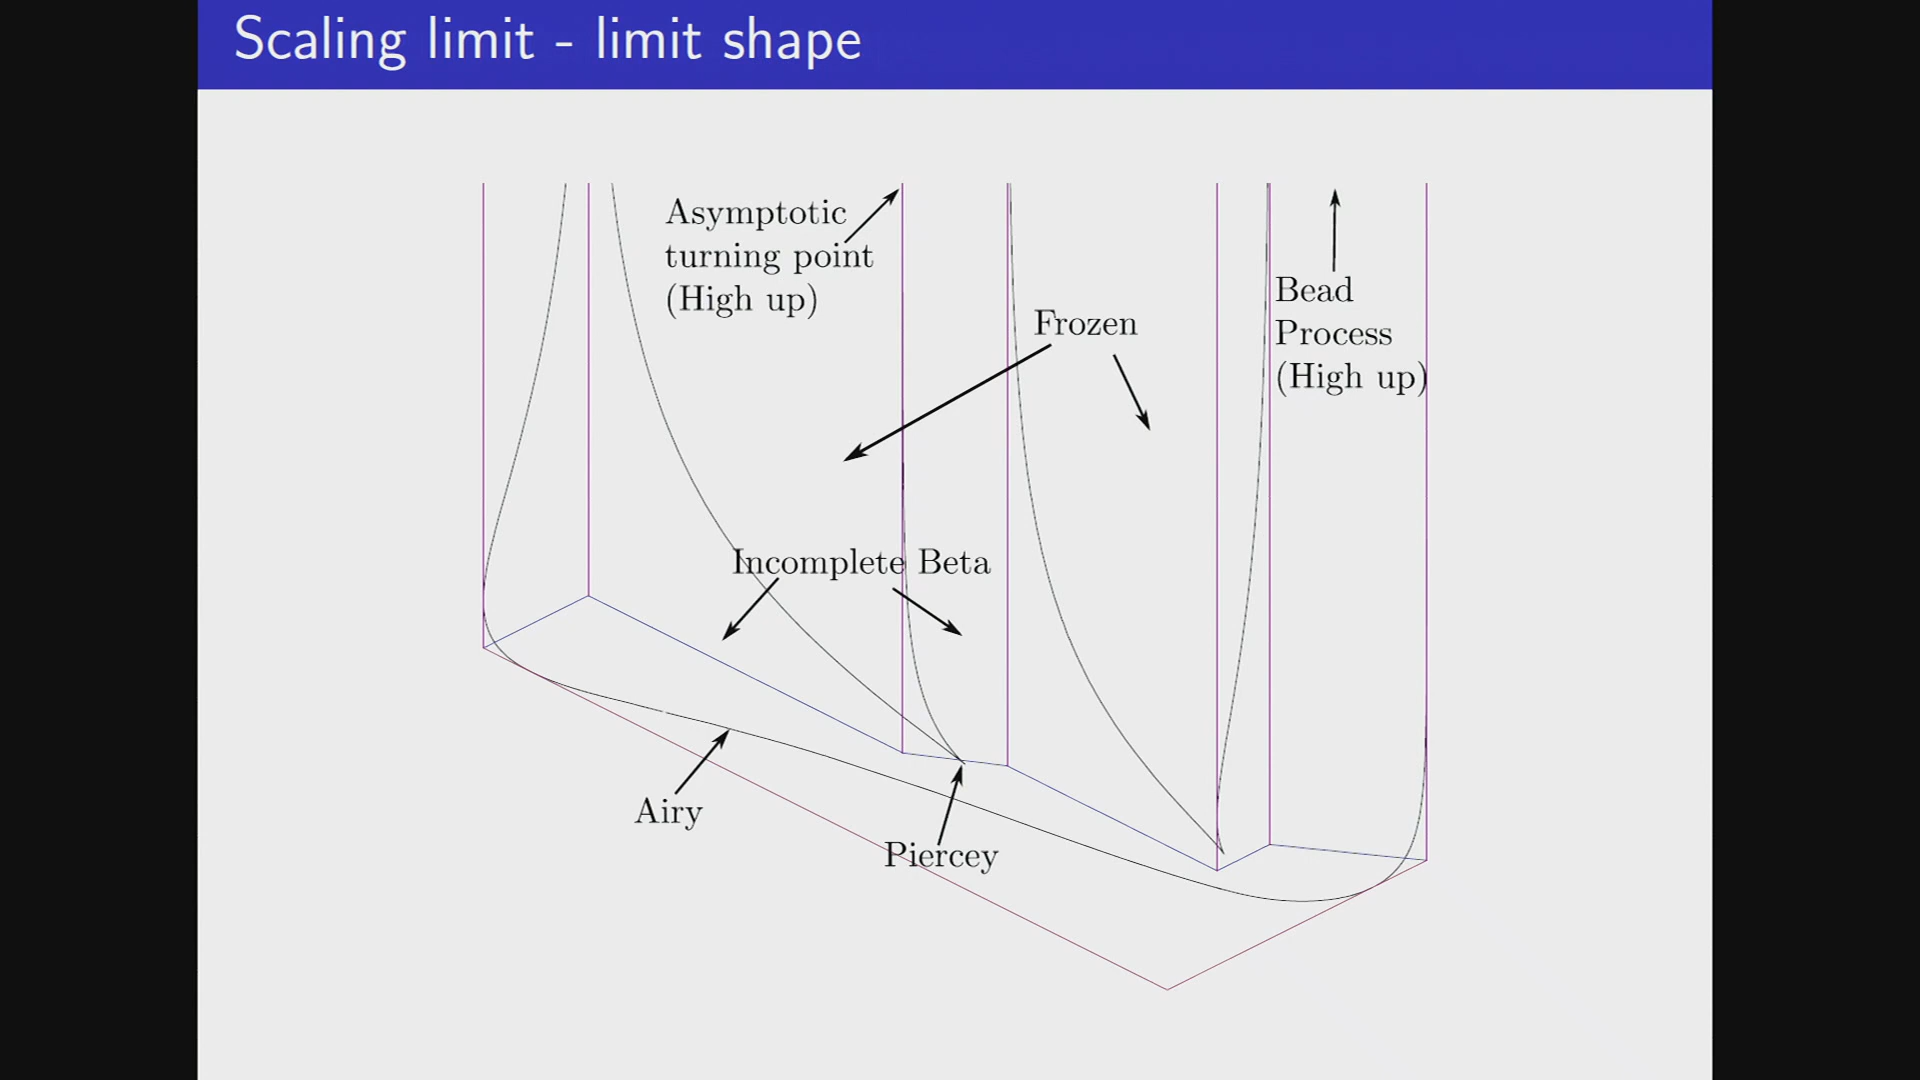 Scaling limit - limit shape
Asymptotic
turning point
(High up)
Frozen
Bead
Process
(High up)
Incomplete Beta
Airy
Piercey